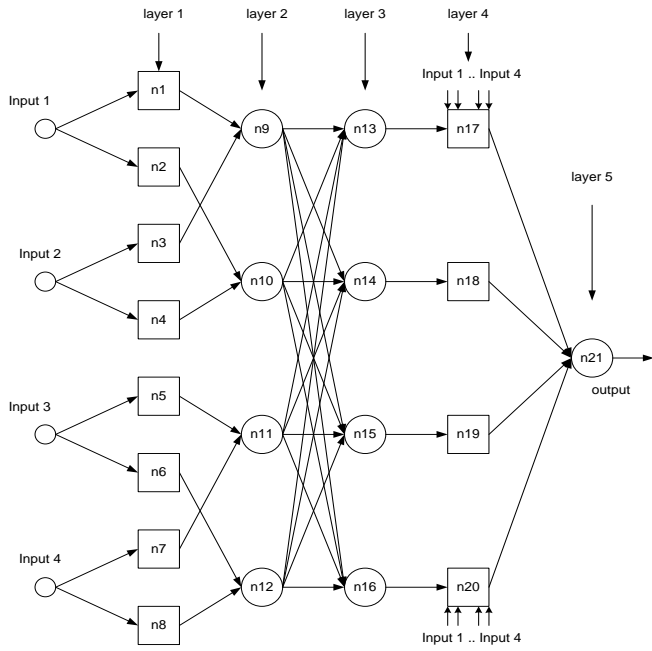 layer 1
layer 2
layer 3
layer 4
Input 1 .. Input 4
Input 1
n1
n9
n13
n17
n2
layer 5
Input 2
n3
n10
n14
n18
n4
n21
output
Input 3
n5
n11
n15
n19
n6
Input 4
n7
n12
n16
n20
n8
Input 1 .. Input 4